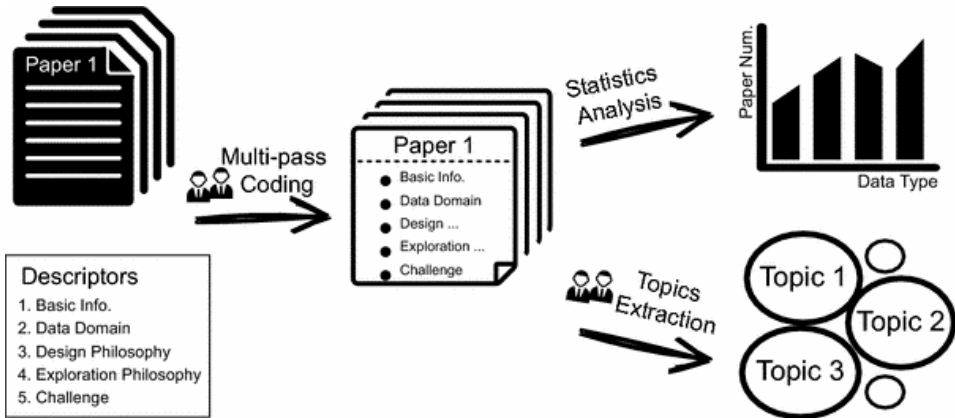 Paper 1
Multi-pass
Coding
Descriptors
1. Basic Info.
2. Data Domain
3. Design Philosophy
4. Exploration Philosophy
5. Challenge
Paper 1
Basic Info.
Data Domain
Design ...
Exploration ...
Challenge
Statistics
Analysis
Paper Num.
Data Type
Topics
Extraction
Topic 1
Topic 2
Topic 3